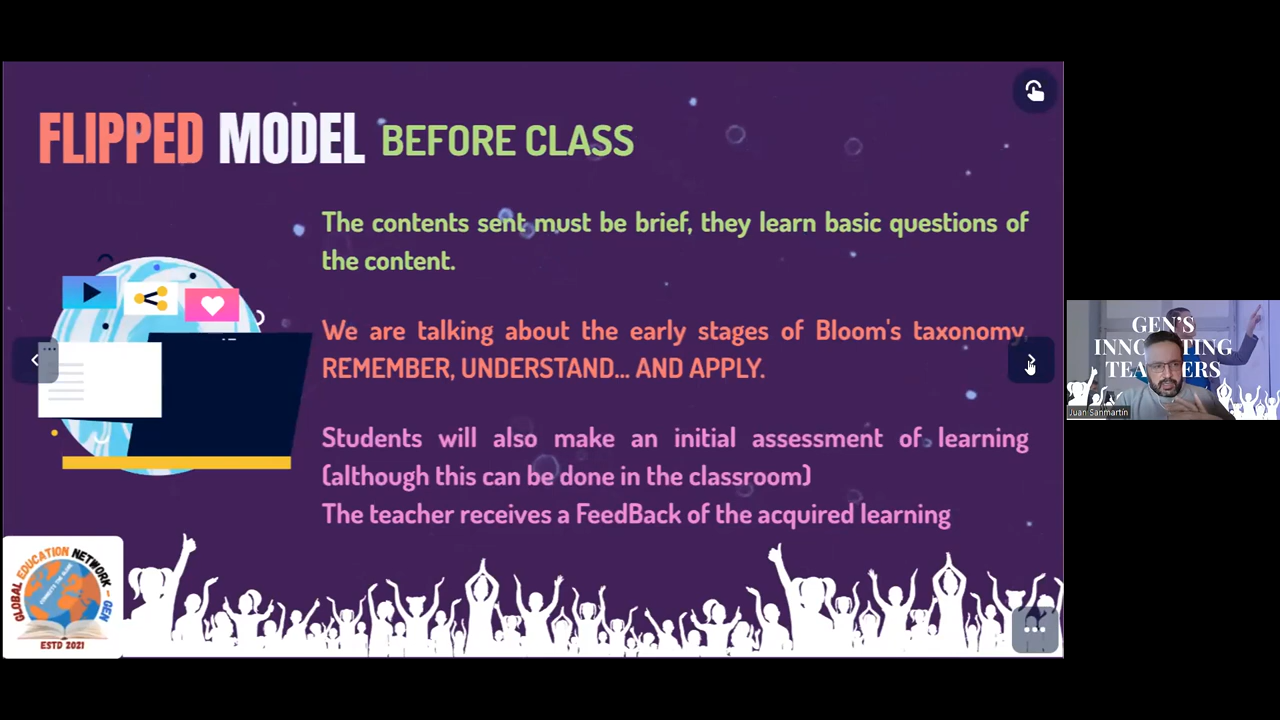 FLIPPED MODEL BEFORE CLASS
The contents sent must be brief, they learn basic questions of
the content.
We are talking about the early stages of Bloom's taxonomy,
REMEMBER, UNDERSTAND... AND APPLY.
Students will also make an initial assessment of learning
(although this can be done in the classroom)
The teacher receives a FeedBack of the acquired learning
GLOBAL EDUCATION NETWORK - GEN
ESTD 2021
GEN'S
Juan Sanmartín